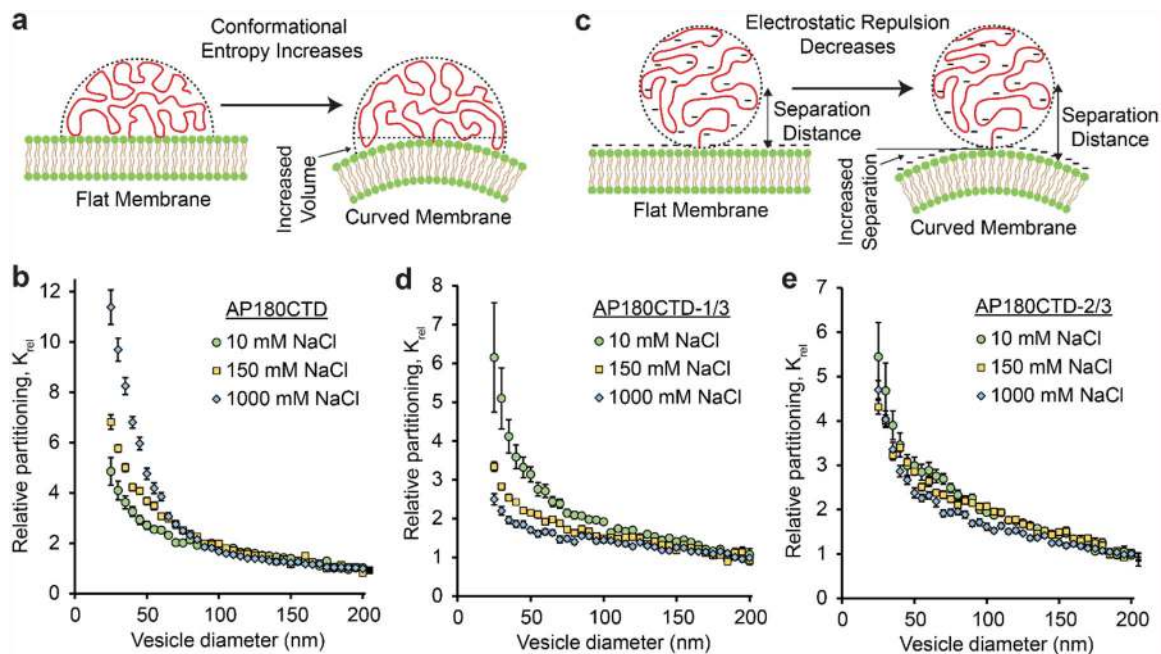 a
Conformational
Entropy Increases
Increased
Volume
Flat Membrane
Curved Membrane
c
Electrostatic Repulsion
Decreases
Separation
Distance
Separation
Distance
Increased
Separation
Flat Membrane
Curved Membrane
b
AP180CTD
10 mM NaCl
150 mM NaCl
1000 mM NaCl
Relative partitioning, Krel
12
10
8
6
4
2
0
0
50
100
150
200
Vesicle diameter (nm)
d
AP180CTD-1/3
10 mM NaCl
150 mM NaCl
1000 mM NaCl
Relative partitioning, Krel
8
7
6
5
4
3
2
1
0
0
50
100
150
200
Vesicle diameter (nm)
e
AP180CTD-2/3
10 mM NaCl
150 mM NaCl
1000 mM NaCl
Relative partitioning, Krel
7
6
5
4
3
2
1
0
0
50
100
150
200
Vesicle diameter (nm)